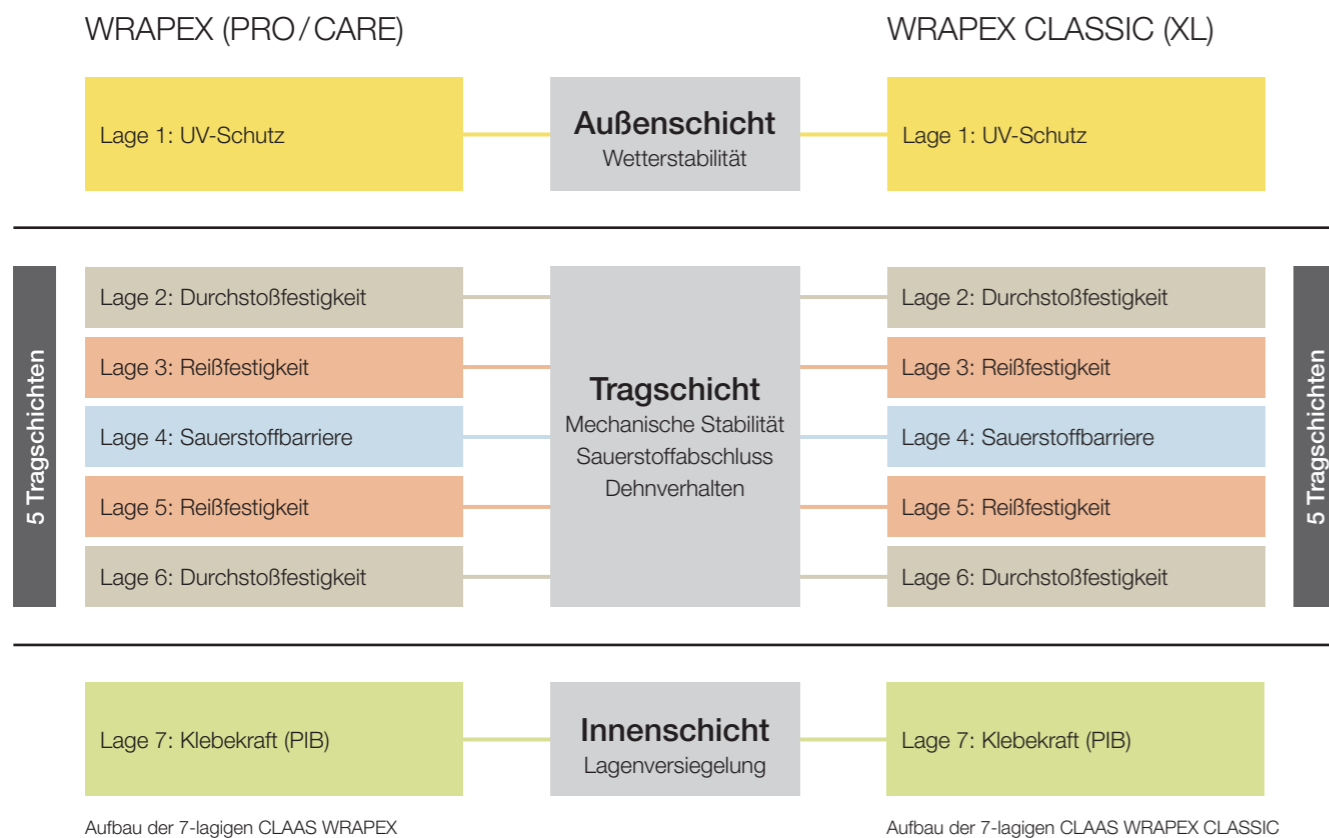 WRAPEX (PRO / CARE)
WRAPEX CLASSIC (XL)
Lage 1: UV-Schutz
Außenschicht
Wetterstabilität
Lage 1: UV-Schutz
5 Tragschichten
Lage 2: Durchstoßfestigkeit
Lage 3: Reißfestigkeit
Lage 4: Sauerstoffbarriere
Lage 5: Reißfestigkeit
Lage 6: Durchstoßfestigkeit
Tragschicht
Mechanische Stabilität
Sauerstoffabschluss
Dehnverhalten
Lage 2: Durchstoßfestigkeit
Lage 3: Reißfestigkeit
Lage 4: Sauerstoffbarriere
Lage 5: Reißfestigkeit
Lage 6: Durchstoßfestigkeit
5 Tragschichten
Lage 7: Klebekraft (PIB)
Innenschicht
Lagenversiegelung
Lage 7: Klebekraft (PIB)
Aufbau der 7-lagigen CLAAS WRAPEX
Aufbau der 7-lagigen CLAAS WRAPEX CLASSIC